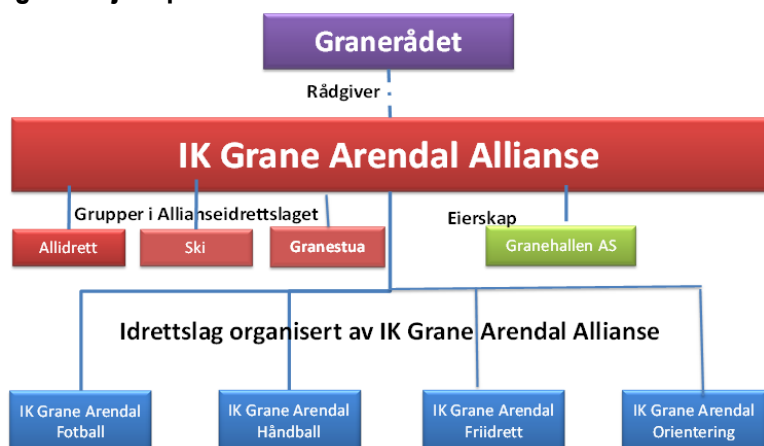 Granerådet
Rådgiver
IK Grane Arendal Allianse
Grupper i Allianseidrettslaget
Eierskap
Allidrett
Ski
Granestua
Granehallen AS
Idrettslag organisert av IK Grane Arendal Allianse
IK Grane Arendal
Fotball
IK Grane Arendal
Håndball
IK Grane Arendal
Friidrett
IK Grane Arendal
Orientering